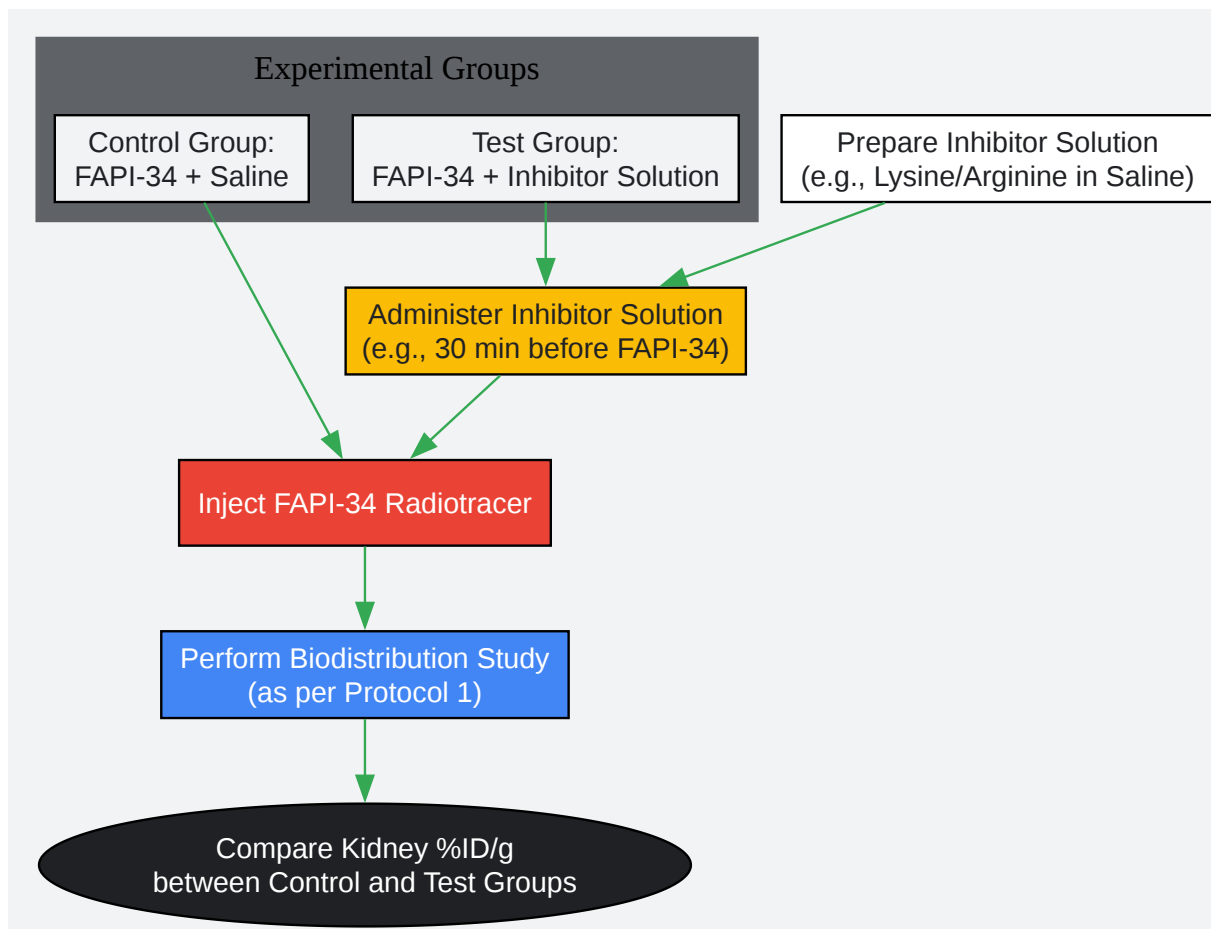 Experimental Groups
Control Group:
FAPI-34 + Saline
Test Group:
FAPI-34 + Inhibitor Solution
Prepare Inhibitor Solution
(e.g., Lysine/Arginine in Saline)
Administer Inhibitor Solution
(e.g., 30 min before FAPI-34)
Inject FAPI-34 Radiotracer
Perform Biodistribution Study
(as per Protocol 1)
Compare Kidney %ID/g
between Control and Test Groups